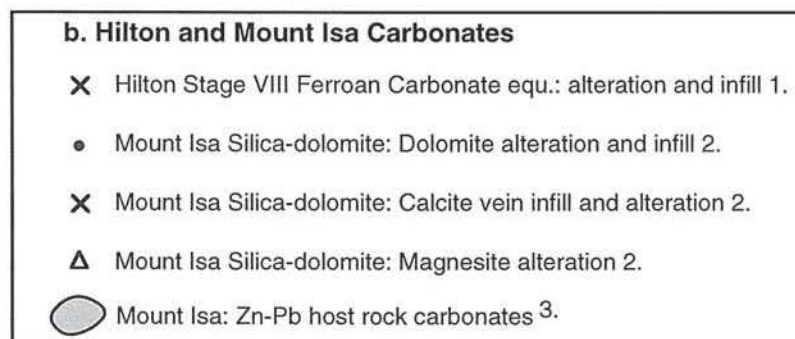 b. Hilton and Mount Isa Carbonates
Hilton Stage VIII Ferroan Carbonate equ.: alteration and infill 1.
Mount Isa Silica-dolomite: Dolomite alteration and infill 2.
Mount Isa Silica-dolomite: Calcite vein infill and alteration 2.
Mount Isa Silica-dolomite: Magnesite alteration 2.
Mount Isa: Zn-Pb host rock carbonates 3.